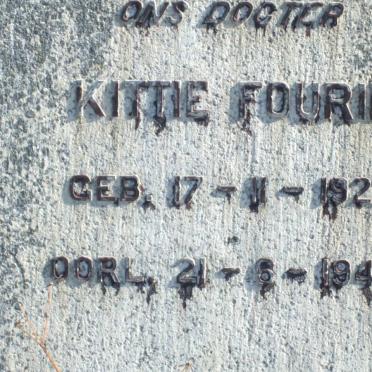 ONS DOGTER
KITTIE FOURI
GEB. 17-11-192
OORL. 21-6-194